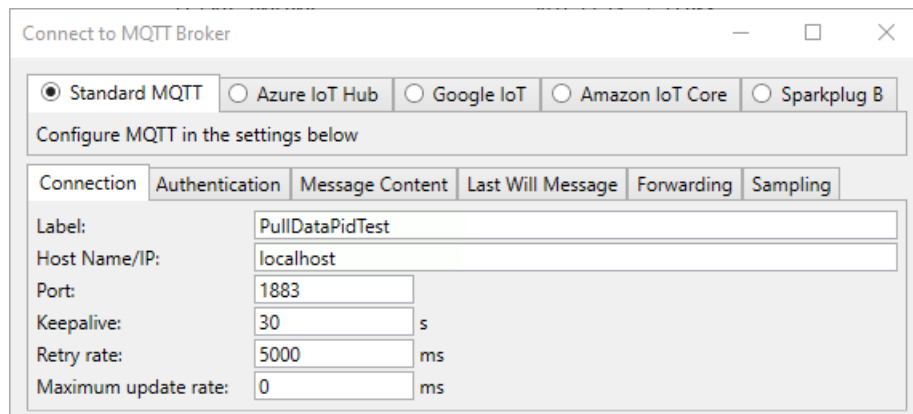 Connect to MQTT Broker
Standard MQTT Azure IoT Hub Google IoT Amazon IoT Core Sparkplug B
Configure MQTT in the settings below
Connection Authentication Message Content Last Will Message Forwarding Sampling
Label: PullDataPidTest
Host Name/IP: localhost
Port: 1883
Keepalive: 30 s
Retry rate: 5000 ms
Maximum update rate: 0 ms